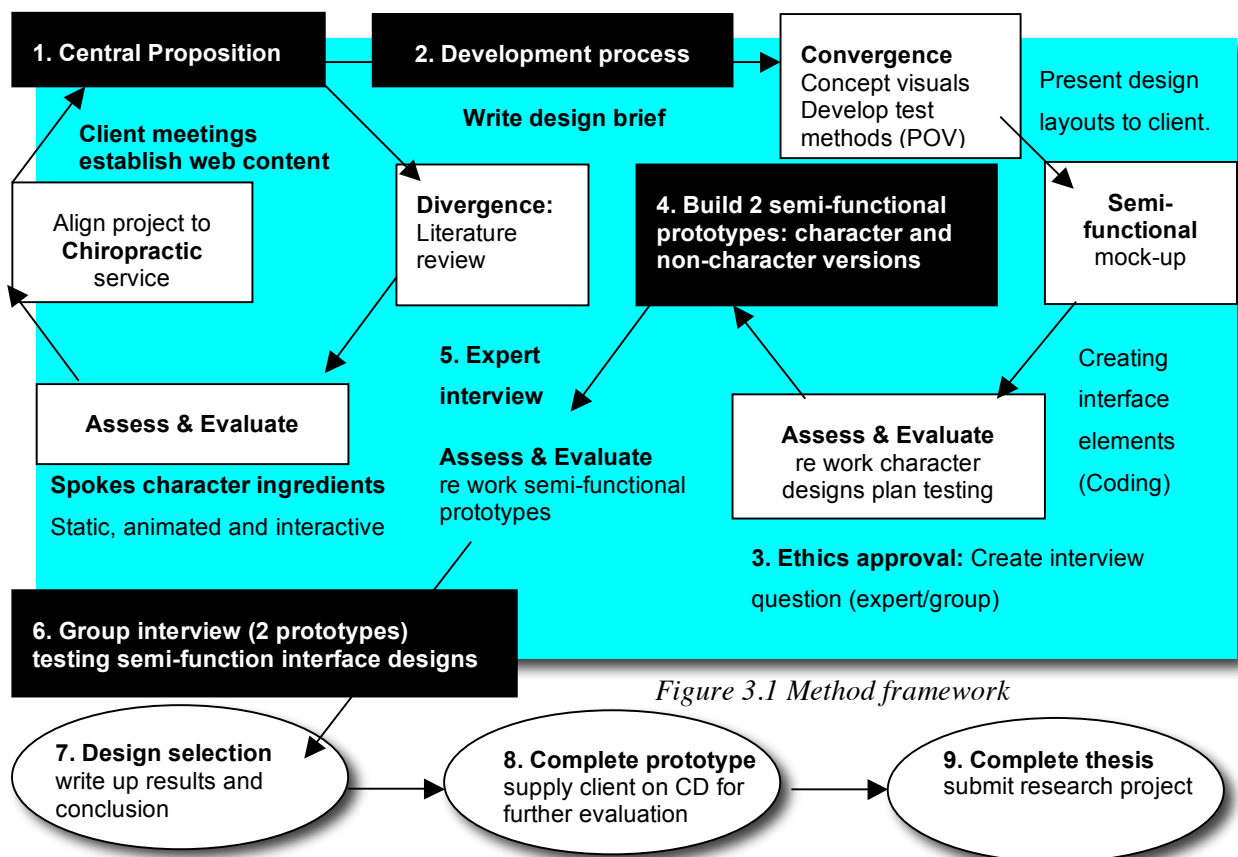 1. Central Proposition
2. Development process
Convergence
Concept visuals
Develop test
methods (POV)
Present design
layouts to client.
Write design brief
Client meetings
establish web content
Align project to
Chiropractic
service
Divergence:
Literature
review
4. Build 2 semi-functional
prototypes: character and
non-character versions
Semi-
functional
mock-up
5. Expert
interview
Creating
interface
elements
(Coding)
Assess & Evaluate
Assess & Evaluate
re work character
designs plan testing
Assess & Evaluate
re work semi-functional
prototypes
Spokes character ingredients
Static, animated and interactive
3. Ethics approval: Create interview
question (expert/group)
6. Group interview (2 prototypes)
testing semi-function interface designs
Figure 3.1 Method framework
7. Design selection
write up results and
conclusion
8. Complete prototype
supply client on CD for
further evaluation
9. Complete thesis
submit research project